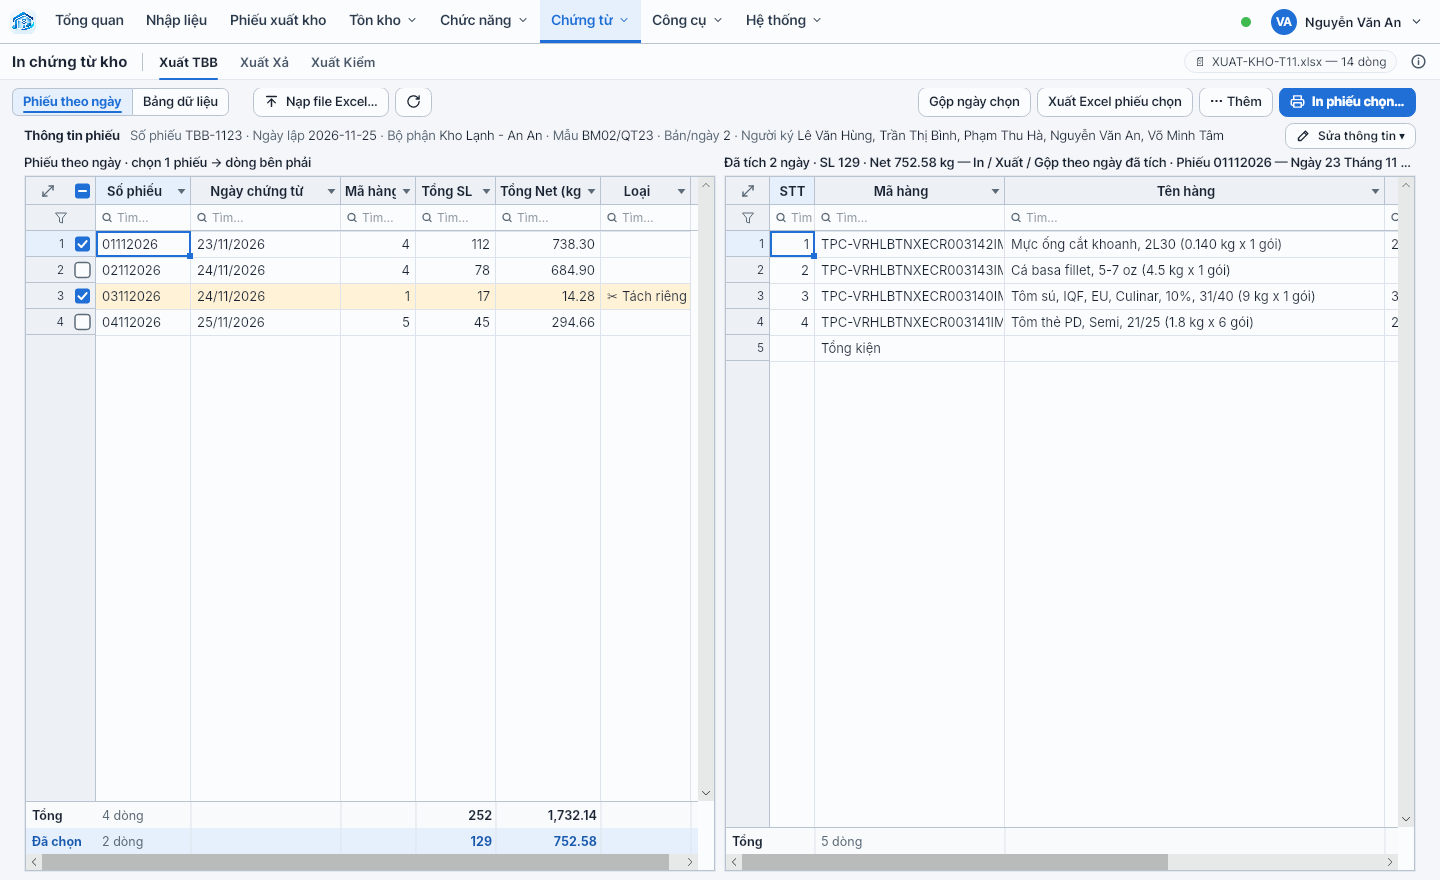 Tổng quan Nhập liệu Phiếu xuất kho Tồn kho Chức năng Chứng từ Công cụ Hệ thống VA Nguyễn Văn An
In chứng từ kho Xuất TBB Xuất Xả Xuất Kiểm XUAT-KHO-T11.xlsx — 14 dòng
Phiếu theo ngày Bảng dữ liệu Nạp file Excel... Gộp ngày chọn Xuất Excel phiếu chọn ··· Thêm In phiếu chọn...
Thông tin phiếu Số phiếu TBB-1123 · Ngày lập 2026-11-25 · Bộ phận Kho Lạnh - An An · Mẫu BM02/QT23 · Bán/ngày 2 · Người ký Lê Văn Hùng, Trần Thị Bình, Phạm Thu Hà, Nguyễn Văn An, Võ Minh Tâm Sửa thông tin ▾
Phiếu theo ngày · chọn 1 phiếu → dòng bên phải
Số phiếu Ngày chứng từ Mã hàng Tổng SL Tổng Net (kg Loại
Tìm... Tìm... Tìm... Tìm... Tìm... Tìm...
1 01112026 23/11/2026 4 112 738.30
2 02112026 24/11/2026 4 78 684.90
3 03112026 24/11/2026 1 17 14.28 ✂ Tách riêng
4 04112026 25/11/2026 5 45 294.66
Tổng 4 dòng 252 1,732.14
Đã chọn 2 dòng 129 752.58
Đã tích 2 ngày · SL 129 · Net 752.58 kg — In / Xuất / Gộp theo ngày đã tích · Phiếu 01112026 — Ngày 23 Tháng 11 ...
STT Mã hàng Tên hàng
Tìm Tìm... Tìm...
1 1 TPC-VRHLBTNXECR003142IM Mực ống cắt khoanh, 2L30 (0.140 kg x 1 gói) 2
2 2 TPC-VRHLBTNXECR003143IM Cá basa fillet, 5-7 oz (4.5 kg x 1 gói)
3 3 TPC-VRHLBTNXECR003140IM Tôm sú, IQF, EU, Culinar, 10%, 31/40 (9 kg x 1 gói) 3
4 4 TPC-VRHLBTNXECR003141IM Tôm thẻ PD, Semi, 21/25 (1.8 kg x 6 gói) 2
5 Tổng kiện
Tổng 5 dòng